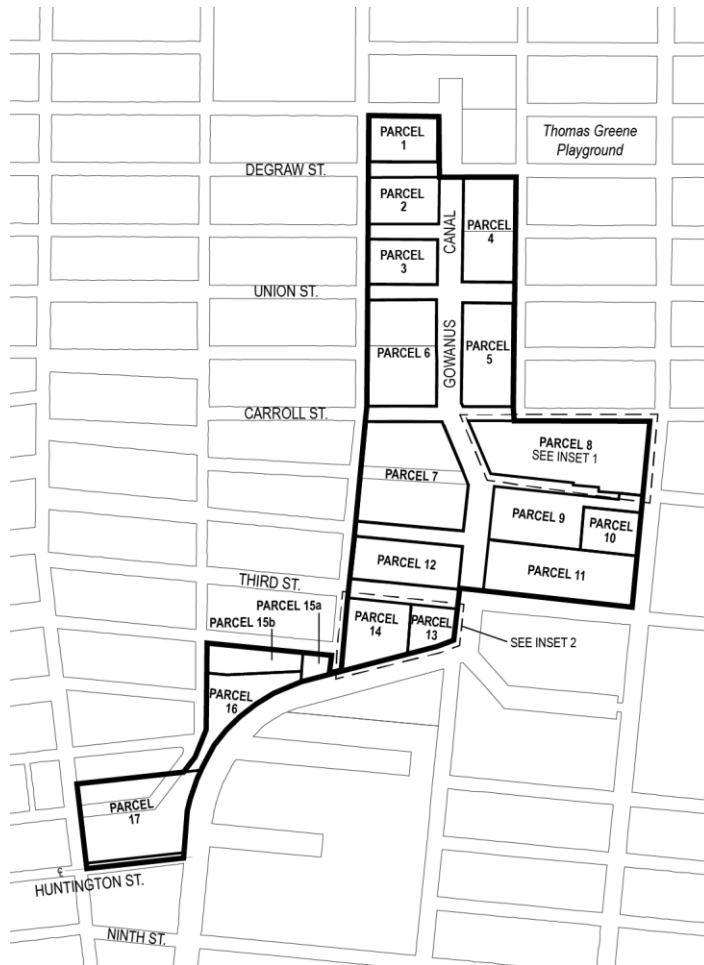 PARCEL
1
Thomas Greene
Playground
DEGRAW ST.
PARCEL
2
CANAL
PARCEL
4
PARCEL
3
UNION ST.
GOWANUS
PARCEL 6
PARCEL
5
CARROLL ST.
PARCEL 8
SEE INSET 1
PARCEL 7
PARCEL 9
PARCEL
10
PARCEL 12
PARCEL 11
THIRD ST.
PARCEL 15a
PARCEL 15b
PARCEL
14
PARCEL
13
SEE INSET 2
PARCEL
16
PARCEL
17
℄
HUNTINGTON ST.
NINTH ST.